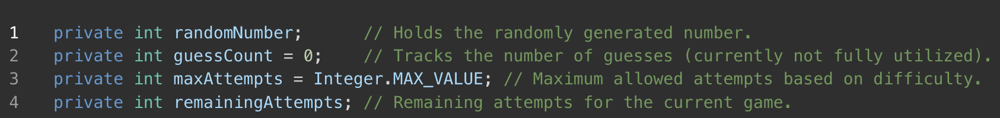 1 private int randomNumber; // Holds the randomly generated number.
2 private int guessCount = 0; // Tracks the number of guesses (currently not fully utilized).
3 private int maxAttempts = Integer.MAX_VALUE; // Maximum allowed attempts based on difficulty.
4 private int remainingAttempts; // Remaining attempts for the current game.